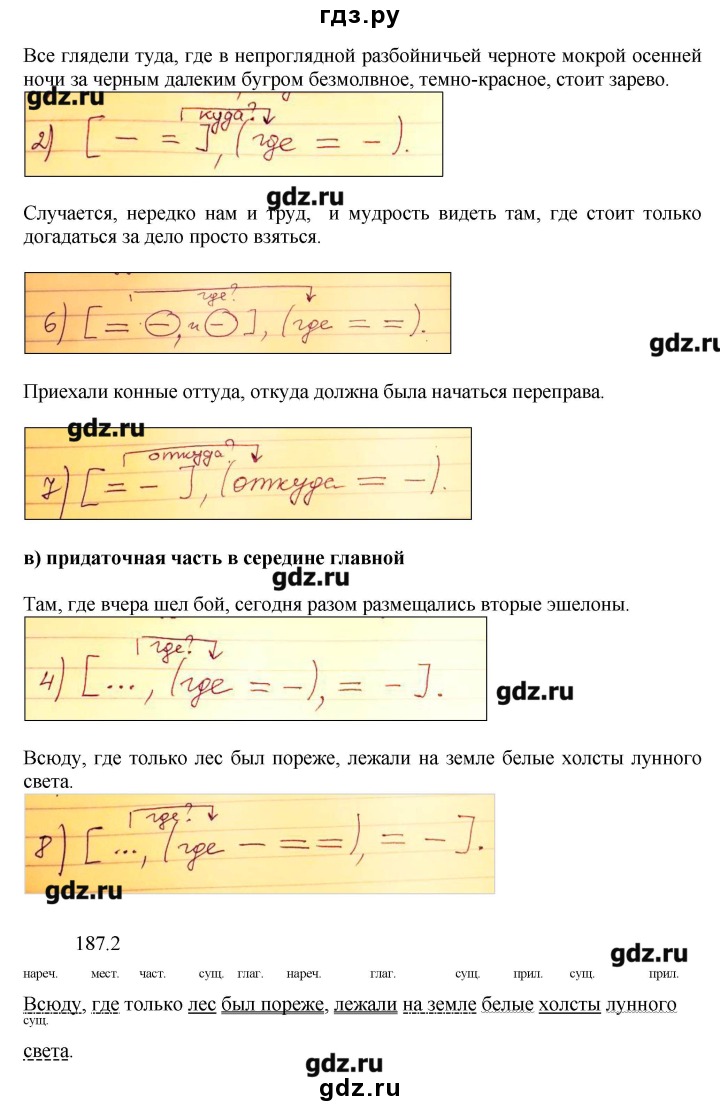 гдз.ру
Все глядели туда, где в непроглядной разбойничьей черноте мокрой осенней
ночи за черным далеким бугром безмолвное, темно-красное, стоит зарево.
gdz.ru
куда?
2) [ — = ], (где = —).
gdz.ru
Случается, нередко нам и труд, и мудрость видеть там, где стоит только
догадаться за дело просто взяться.
где?
6) [ = —, и — ], (где = =).
gdz.ru
Приехали конные оттуда, откуда должна была начаться переправа.
gdz.ru
откуда?
7) [ = — ], (откуда = —).
в) придаточная часть в середине главной
gdz.ru
Там, где вчера шел бой, сегодня разом размещались вторые эшелоны.
где?
4) [ ..., (где = —), = — ].
gdz.ru
Всюду, где только лес был пореже, лежали на земле белые холсты лунного
света.
где?
8) [ ..., (где — = =), = — ].
gdz.ru
187.2
gdz.ru
нареч. мест. част. сущ. глаг. нареч. глаг. сущ. прил. сущ. прил.
Всюду, где только лес был пореже, лежали на земле белые холсты лунного
сущ.
света.
gdz.ru
gdz.ru